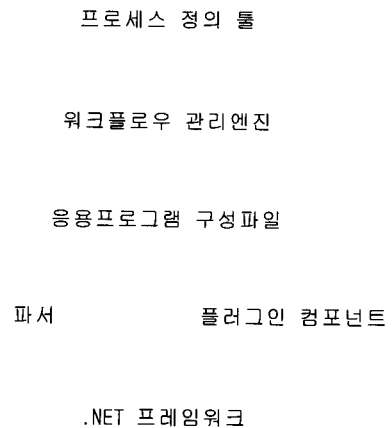 프로세스 정의 툴
워크플로우 관리엔진
응용프로그램 구성파일
파서 플러그인 컴포넌트
.NET 프레임워크